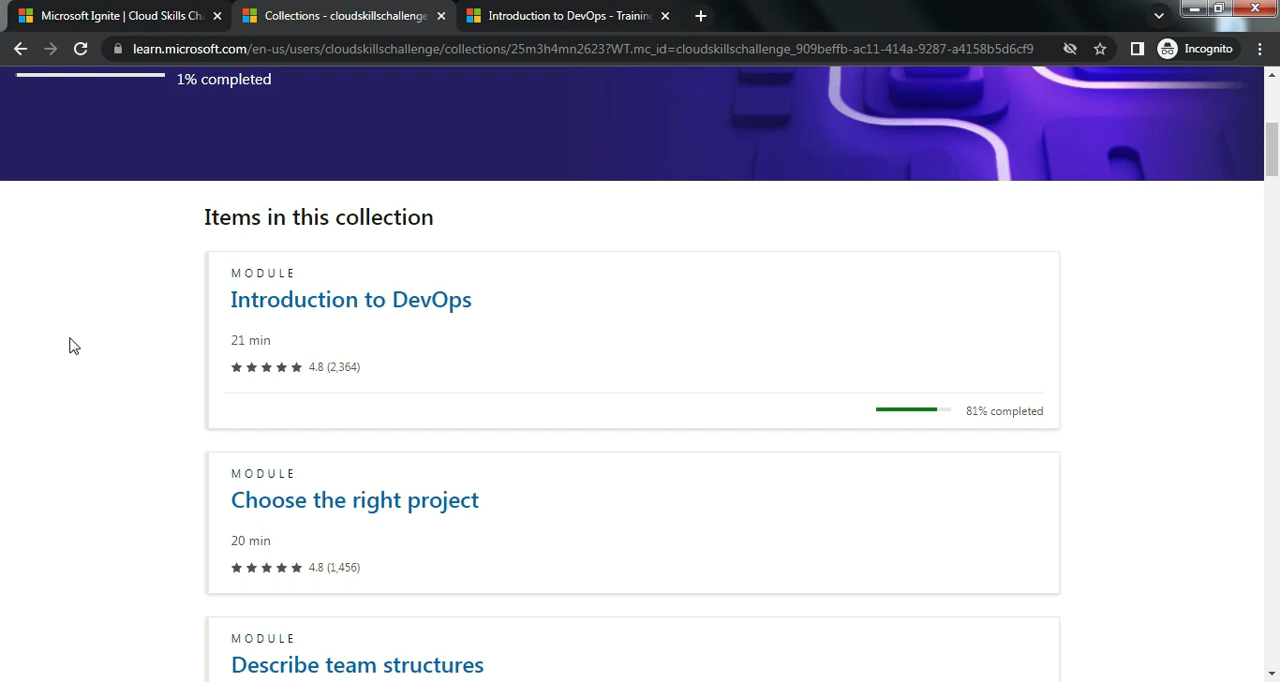 Microsoft Ignite | Cloud Skills Ch
Collections - cloudskillschallenge
Introduction to DevOps - Training
learn.microsoft.com/en-us/users/cloudskillschallenge/collections/25m3h4mn2623?WT.mc_id=cloudskillschallenge_909beffb-ac11-414a-9287-a4158b5d6cf9
Incognito
1% completed
Items in this collection
MODULE
Introduction to DevOps
21 min
4.8 (2,364)
81% completed
MODULE
Choose the right project
20 min
4.8 (1,456)
MODULE
Describe team structures